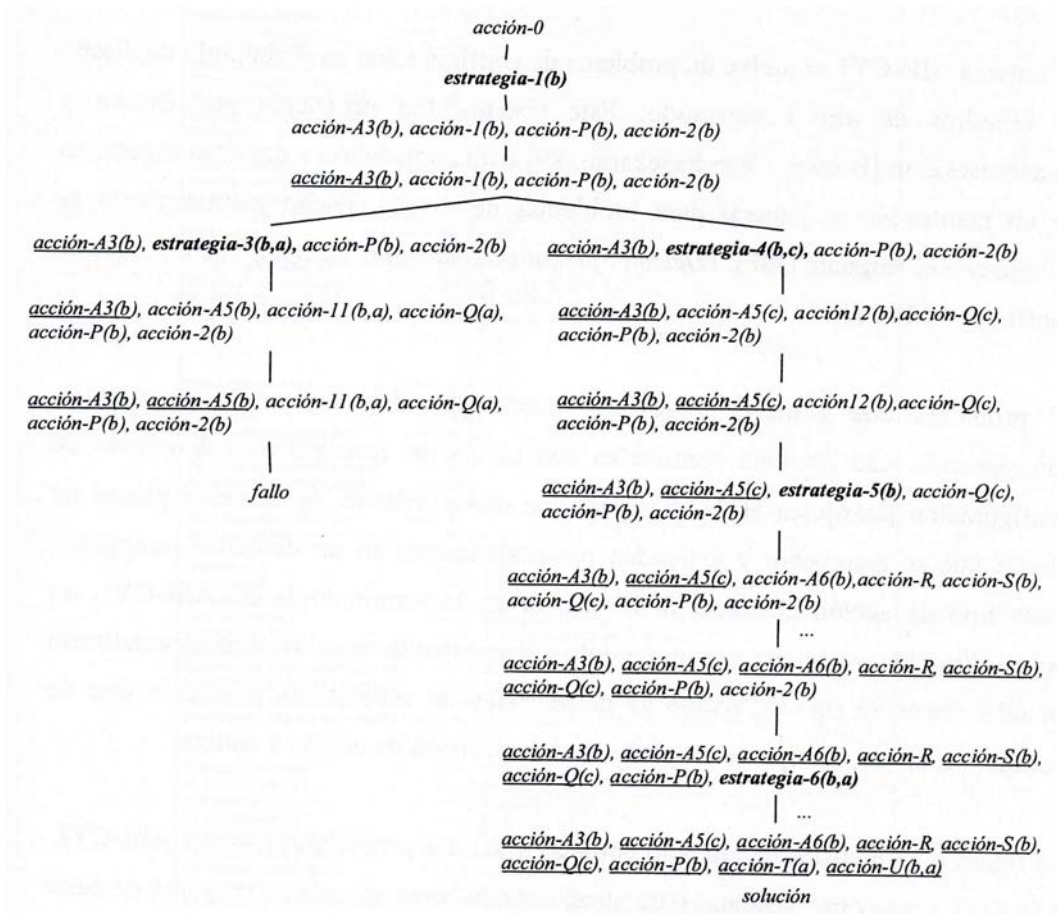 acción-0
estrategia-1(b)
acción-A3(b), acción-1(b), acción-P(b), acción-2(b)
acción-A3(b), acción-1(b), acción-P(b), acción-2(b)
acción-A3(b), estrategia-3(b,a), acción-P(b), acción-2(b)
acción-A3(b), estrategia-4(b,c), acción-P(b), acción-2(b)
acción-A3(b), acción-A5(b), acción-11(b,a), acción-Q(a),
acción-P(b), acción-2(b)
acción-A3(b), acción-A5(c), acción12(b),acción-Q(c),
acción-P(b), acción-2(b)
acción-A3(b), acción-A5(b), acción-11(b,a), acción-Q(a),
acción-P(b), acción-2(b)
acción-A3(b), acción-A5(c), acción12(b),acción-Q(c),
acción-P(b), acción-2(b)
fallo
acción-A3(b), acción-A5(c), estrategia-5(b), acción-Q(c),
acción-P(b), acción-2(b)
acción-A3(b), acción-A5(c), acción-A6(b),acción-R, acción-S(b),
acción-Q(c), acción-P(b), acción-2(b)
...
acción-A3(b), acción-A5(c), acción-A6(b), acción-R, acción-S(b),
acción-Q(c), acción-P(b), acción-2(b)
acción-A3(b), acción-A5(c), acción-A6(b), acción-R, acción-S(b),
acción-Q(c), acción-P(b), estrategia-6(b,a)
...
acción-A3(b), acción-A5(c), acción-A6(b), acción-R, acción-S(b),
acción-Q(c), acción-P(b), acción-T(a), acción-U(b,a)
solución